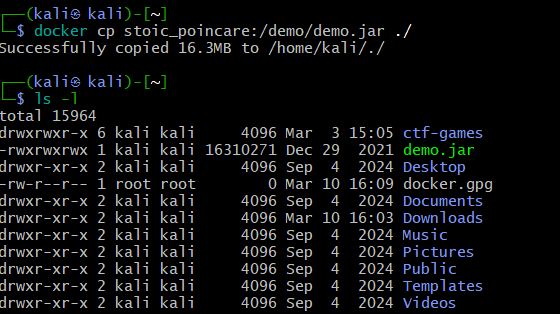 ┌──(kali㉿kali)-[~]
└─$ docker cp stoic_poincare:/demo/demo.jar ./
Successfully copied 16.3MB to /home/kali/./
┌──(kali㉿kali)-[~]
└─$ ls -l
total 15964
drwxrwxr-x 6 kali kali     4096 Mar  3 15:05 ctf-games
-rwxrwxrwx 1 kali kali 16310271 Dec 29  2021 demo.jar
drwxr-xr-x 2 kali kali     4096 Sep  4  2024 Desktop
-rw-r--r-- 1 root root        0 Mar 10 16:09 docker.gpg
drwxr-xr-x 2 kali kali     4096 Sep  4  2024 Documents
drwxr-xr-x 2 kali kali     4096 Mar 10 16:03 Downloads
drwxr-xr-x 2 kali kali     4096 Sep  4  2024 Music
drwxr-xr-x 2 kali kali     4096 Sep  4  2024 Pictures
drwxr-xr-x 2 kali kali     4096 Sep  4  2024 Public
drwxr-xr-x 2 kali kali     4096 Sep  4  2024 Templates
drwxr-xr-x 2 kali kali     4096 Sep  4  2024 Videos